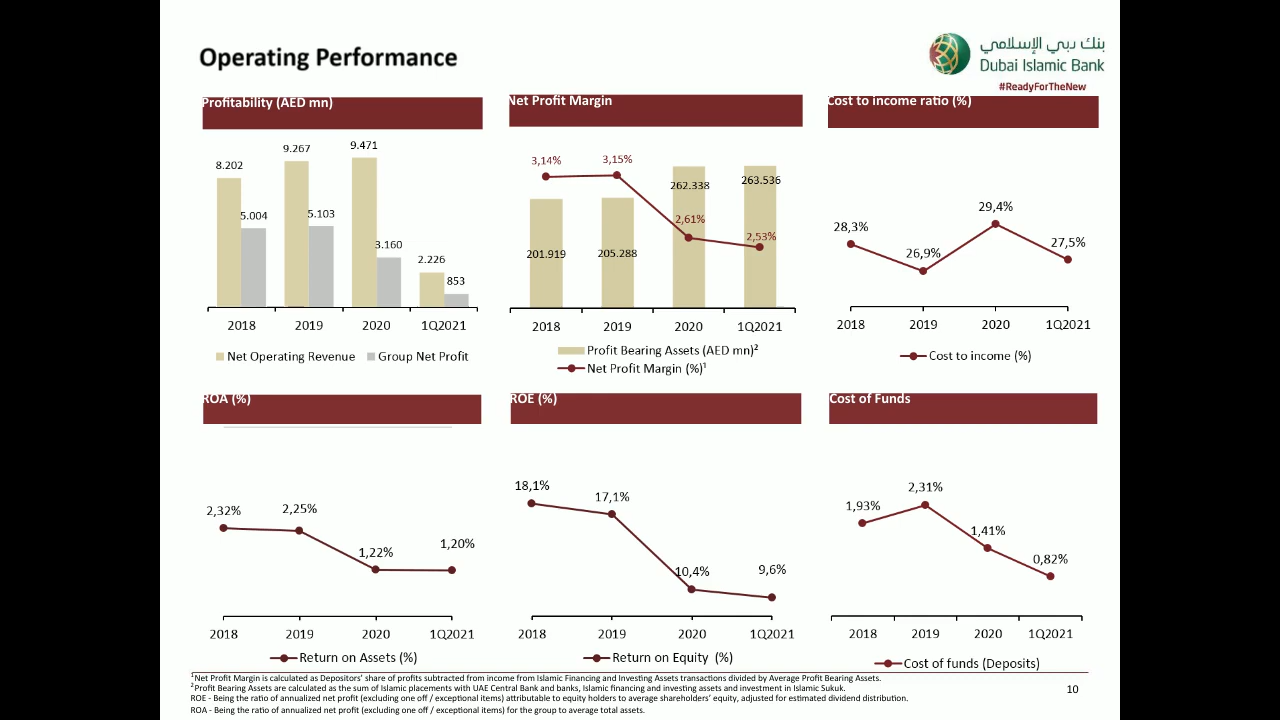 Operating Performance
بنك دبي الإسلامي
Dubai Islamic Bank
#ReadyForTheNew
Profitability (AED mn)
8.202
9.267
9.471
5.004
5.103
3.160
2.226
853
2018
2019
2020
1Q2021
Net Operating Revenue
Group Net Profit
Net Profit Margin
3,14%
3,15%
262.338
263.536
2,61%
2,53%
201.919
205.288
2018
2019
2020
1Q2021
Profit Bearing Assets (AED mn)²
Net Profit Margin (%)¹
Cost to income ratio (%)
28,3%
26,9%
29,4%
27,5%
2018
2019
2020
1Q2021
Cost to income (%)
ROA (%)
2,32%
2,25%
1,22%
1,20%
2018
2019
2020
1Q2021
Return on Assets (%)
ROE (%)
18,1%
17,1%
10,4%
9,6%
2018
2019
2020
1Q2021
Return on Equity (%)
Cost of Funds
1,93%
2,31%
1,41%
0,82%
2018
2019
2020
1Q2021
Cost of funds (Deposits)
¹Net Profit Margin is calculated as Depositors' share of profits subtracted from income from Islamic Financing and Investing Assets transactions divided by Average Profit Bearing Assets.
²Profit Bearing Assets are calculated as the sum of Islamic placements with UAE Central Bank and banks, Islamic financing and investing assets and investment in Islamic Sukuk.
ROE - Being the ratio of annualized net profit (excluding one off / exceptional items) attributable to equity holders to average shareholders' equity, adjusted for estimated dividend distribution.
ROA - Being the ratio of annualized net profit (excluding one off / exceptional items) for the group to average total assets.
10